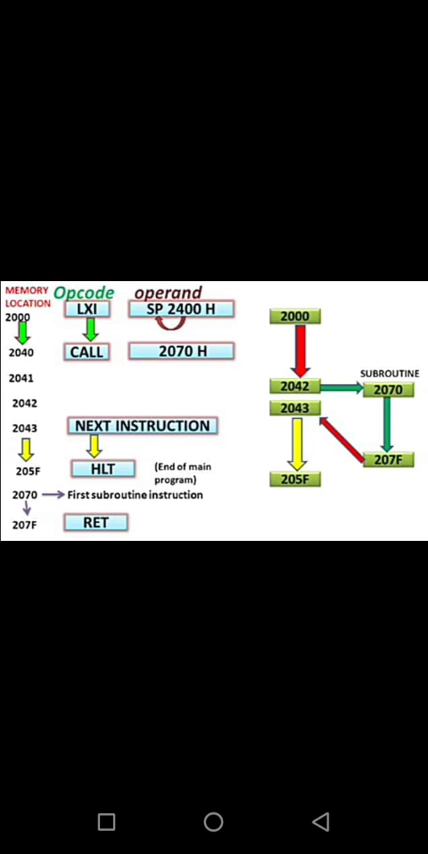 MEMORY
LOCATION
Opcode operand
2000 LXI SP 2400 H
2040 CALL 2070 H
2041
2042
2043 NEXT INSTRUCTION
205F HLT (End of main
program)
2070 First subroutine instruction
207F RET
2000
SUBROUTINE
2042 2070
2043
207F
205F